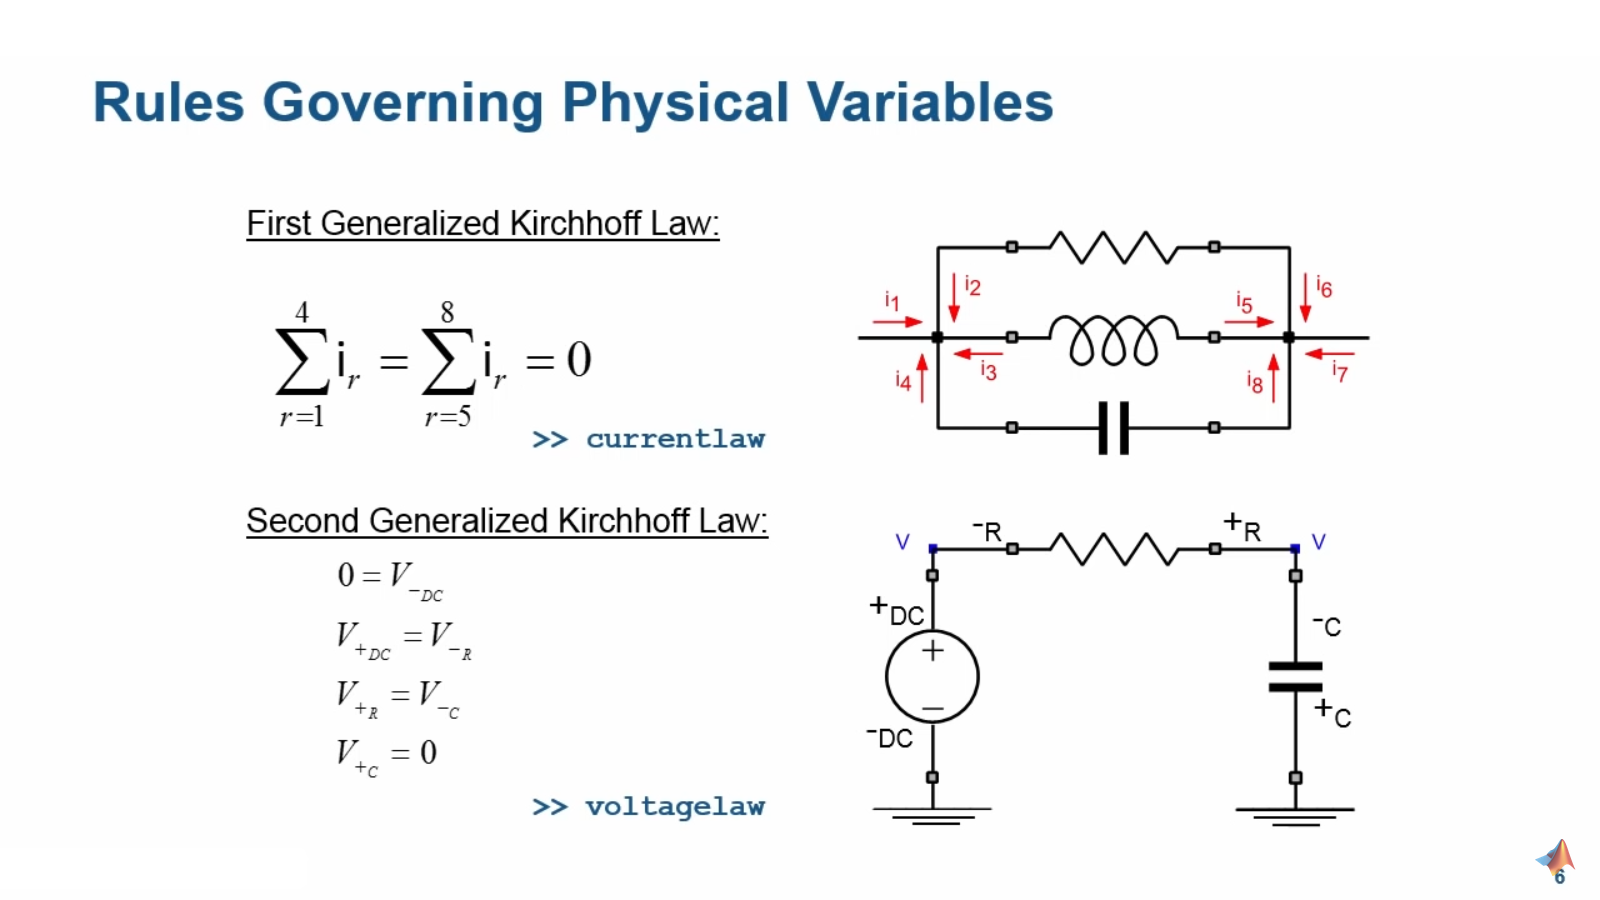 Rules Governing Physical Variables
First Generalized Kirchhoff Law:
4 8
∑ iᵣ = ∑ iᵣ = 0
r=1 r=5
>> currentlaw
i1
i2
i3
i4
i5
i6
i7
i8
Second Generalized Kirchhoff Law:
0 = V₋DC
V₊DC = V₋R
V₊R = V₋C
V₊C = 0
>> voltagelaw
V
-R
+R
V
+DC
-C
+
−
+C
-DC
6